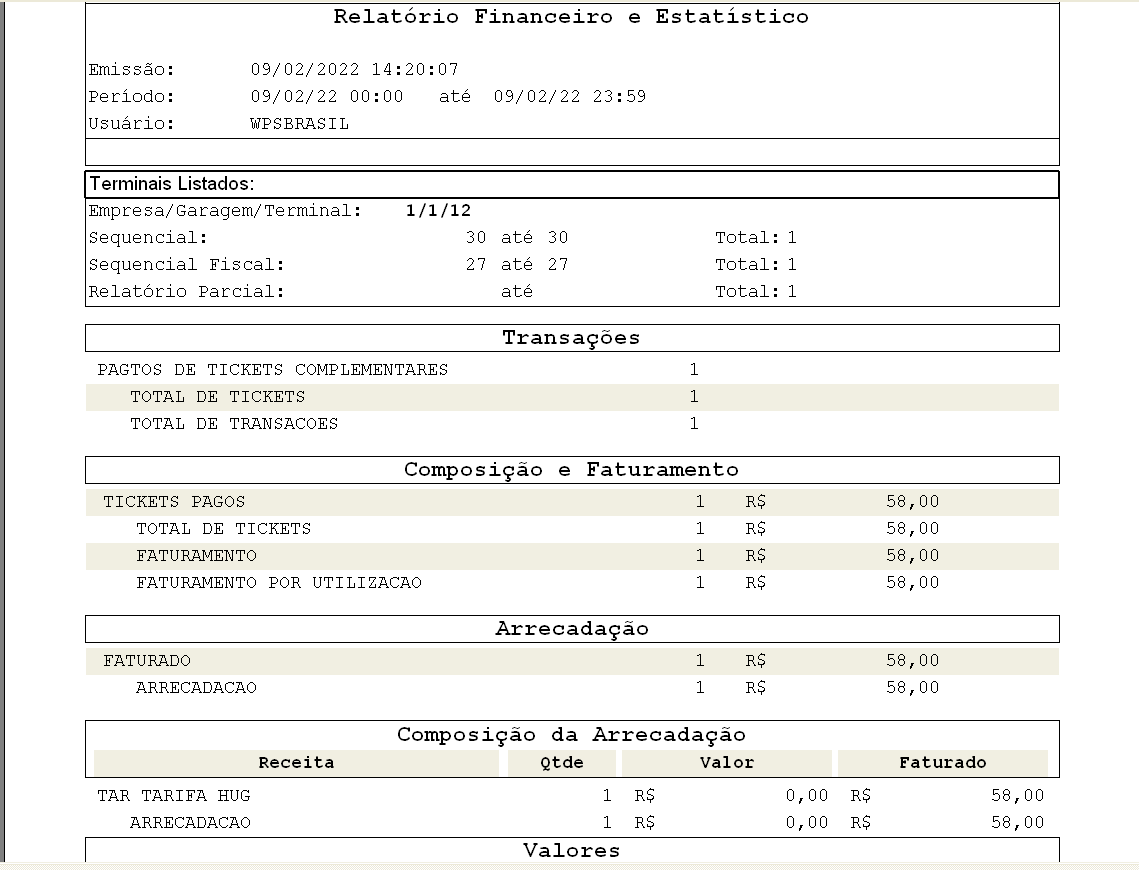 Relatório Financeiro e Estatístico
Emissão: 09/02/2022 14:20:07
Período: 09/02/22 00:00 até 09/02/22 23:59
Usuário: WPSBRASIL
Terminais Listados:
Empresa/Garagem/Terminal: 1/1/12
Sequencial: 30 até 30 Total: 1
Sequencial Fiscal: 27 até 27 Total: 1
Relatório Parcial: até Total: 1
Transações
PAGTOS DE TICKETS COMPLEMENTARES 1
TOTAL DE TICKETS 1
TOTAL DE TRANSACOES 1
Composição e Faturamento
TICKETS PAGOS 1 R$ 58,00
TOTAL DE TICKETS 1 R$ 58,00
FATURAMENTO 1 R$ 58,00
FATURAMENTO POR UTILIZACAO 1 R$ 58,00
Arrecadação
FATURADO 1 R$ 58,00
ARRECADACAO 1 R$ 58,00
Composição da Arrecadação
Receita Qtde Valor Faturado
TAR TARIFA HUG 1 R$ 0,00 R$ 58,00
ARRECADACAO 1 R$ 0,00 R$ 58,00
Valores